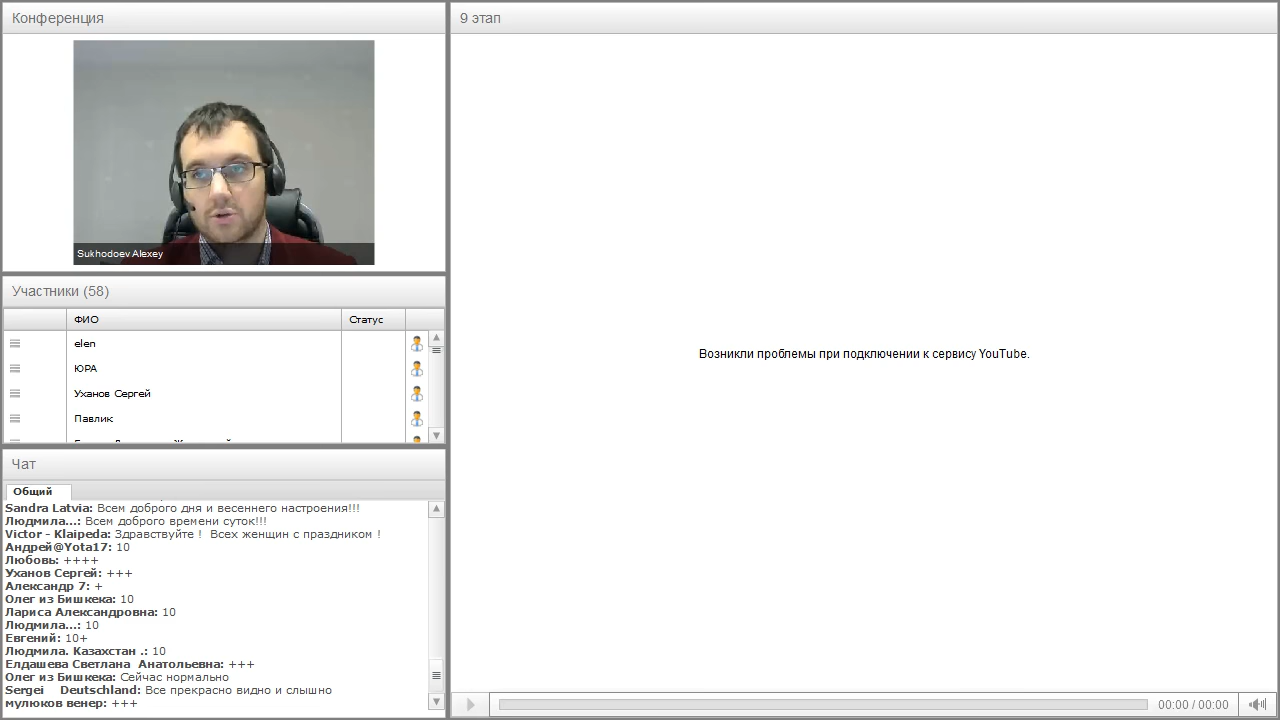 Конференция
Sukhodoev Alexey
Участники (58)
ФИО Статус
elen
ЮРА
Уханов Сергей
Павлик
Чат
Общий
Sandra Latvia: Всем доброго дня и весеннего настроения!!!
Людмила...: Всем доброго времени суток!!!
Victor - Klaipeda: Здравствуйте ! Всех женщин с праздником !
Андрей@Yota17: 10
Любовь: ++++
Уханов Сергей: +++
Александр 7: +
Олег из Бишкека: 10
Лариса Александровна: 10
Людмила...: 10
Евгений: 10+
Людмила. Казахстан .: 10
Елдашева Светлана Анатольевна: +++
Олег из Бишкека: Сейчас нормально
Sergei Deutschland: Все прекрасно видно и слышно
мулюков венер: +++
9 этап
Возникли проблемы при подключении к сервису YouTube.
00:00 / 00:00